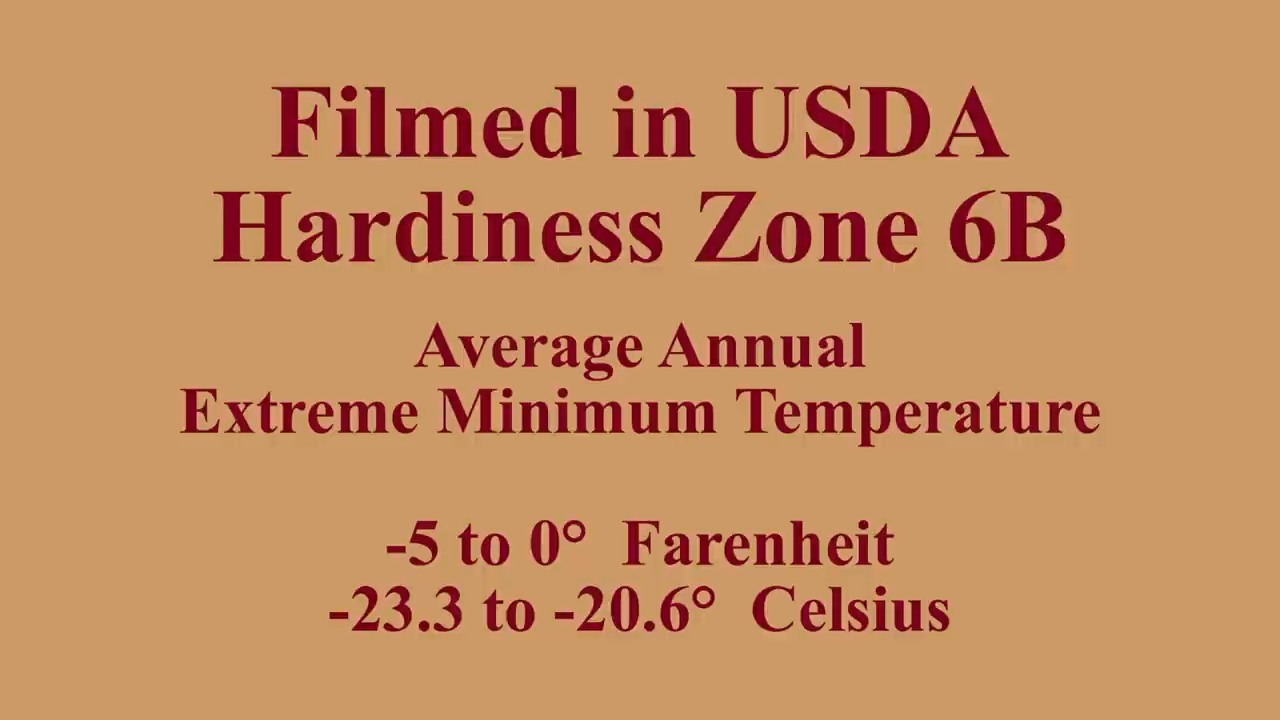 Filmed in USDA
Hardiness Zone 6B
Average Annual
Extreme Minimum Temperature
-5 to 0°  Farenheit
-23.3 to -20.6°  Celsius